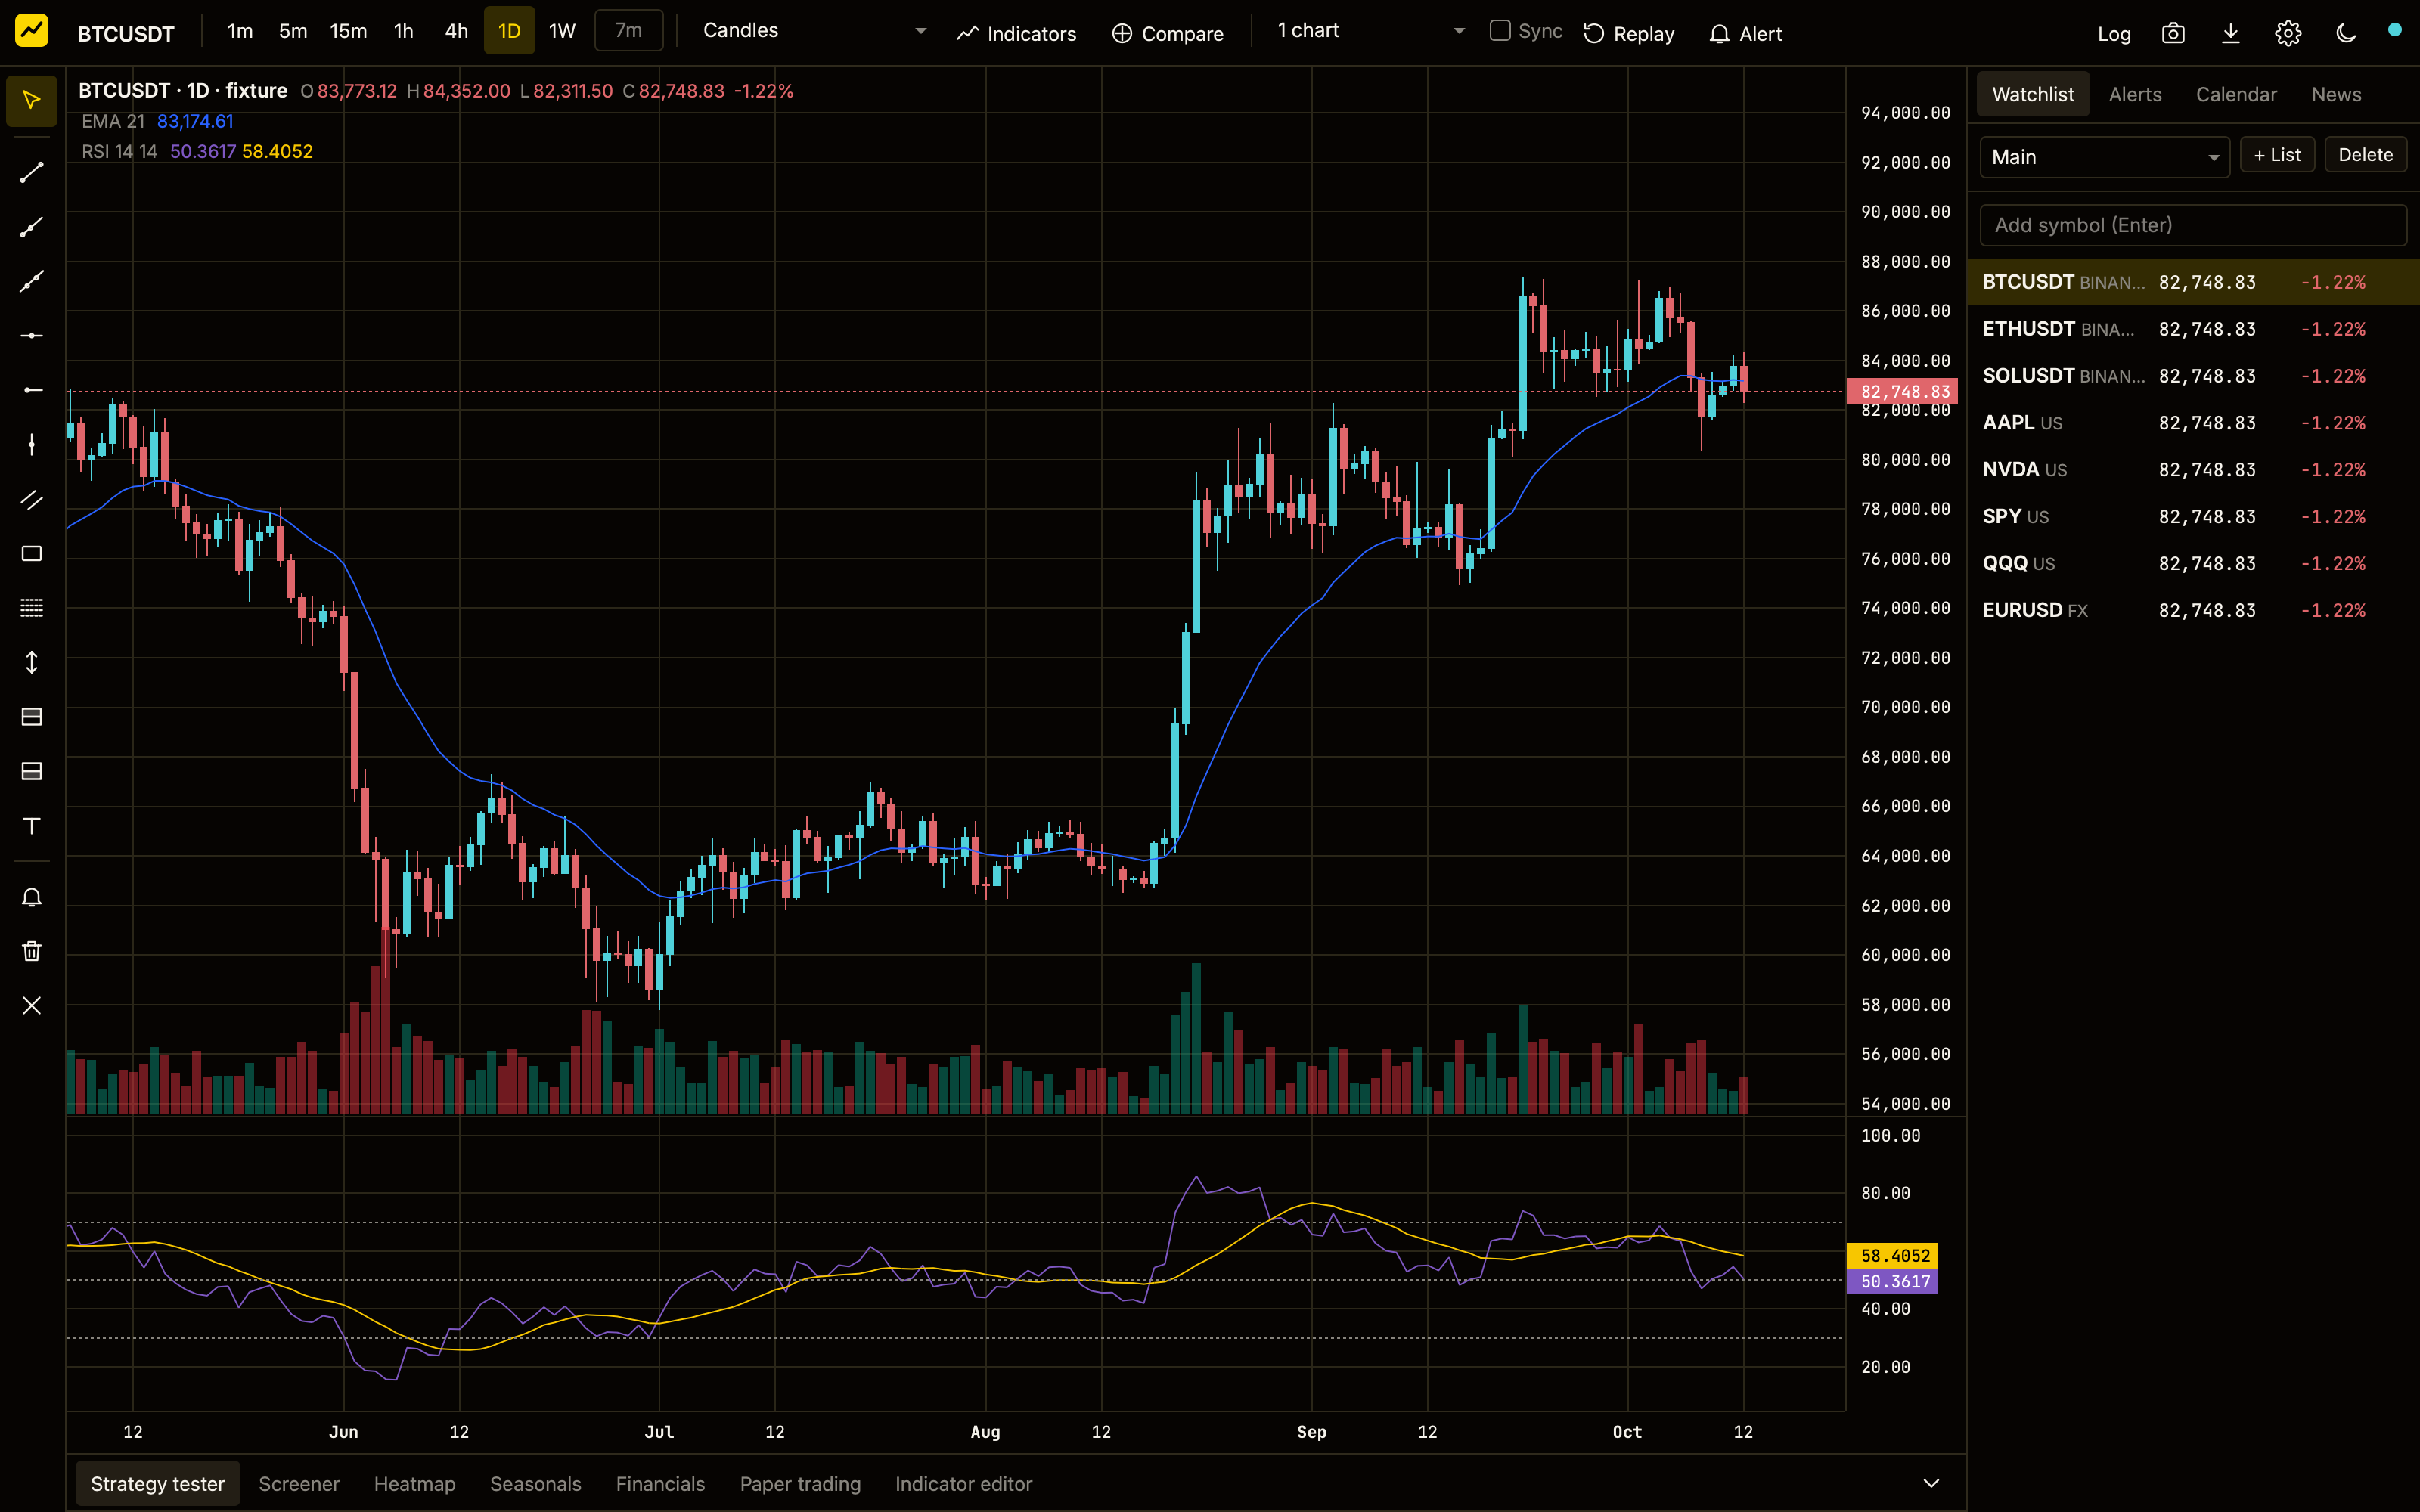 BTCUSDT 1m 5m 15m 1h 4h 1D 1W 7m Candles Indicators Compare 1 chart Sync Replay Alert Log
BTCUSDT · 1D · fixture O 83,773.12 H 84,352.00 L 82,311.50 C 82,748.83 -1.22%
EMA 21 83,174.61
RSI 14 14 50.3617 58.4052
94,000.00
92,000.00
90,000.00
88,000.00
86,000.00
84,000.00
82,748.83
82,000.00
80,000.00
78,000.00
76,000.00
74,000.00
72,000.00
70,000.00
68,000.00
66,000.00
64,000.00
62,000.00
60,000.00
58,000.00
56,000.00
54,000.00
100.00
80.00
58.4052
50.3617
40.00
20.00
12 Jun 12 Jul 12 Aug 12 Sep 12 Oct 12
Strategy tester Screener Heatmap Seasonals Financials Paper trading Indicator editor
Watchlist Alerts Calendar News
Main + List Delete
Add symbol (Enter)
BTCUSDT BINAN... 82,748.83 -1.22%
ETHUSDT BINA... 82,748.83 -1.22%
SOLUSDT BINAN... 82,748.83 -1.22%
AAPL US 82,748.83 -1.22%
NVDA US 82,748.83 -1.22%
SPY US 82,748.83 -1.22%
QQQ US 82,748.83 -1.22%
EURUSD FX 82,748.83 -1.22%